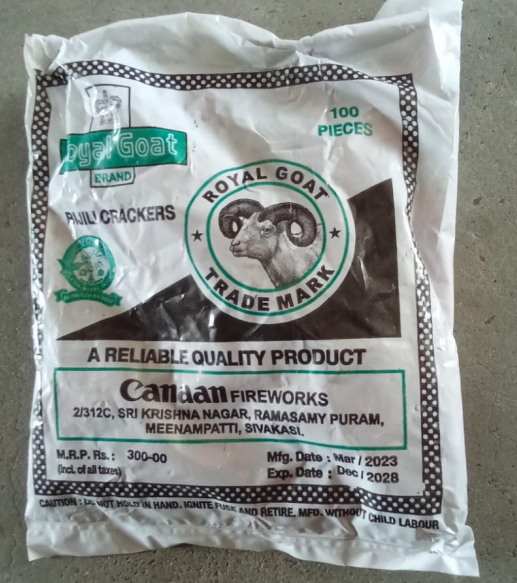 100
PIECES
Royal Goat
BRAND
ROYAL GOAT
BIJILI CRACKERS
TRADE MARK
A RELIABLE QUALITY PRODUCT
Canaan FIREWORKS
2/312C, SRI KRISHNA NAGAR, RAMASAMY PURAM,
MEENAMPATTI, SIVAKASI.
M.R.P. Rs.: 300-00
(incl. of all taxes)
Mfg. Date : Mar / 2023
Exp. Date : Dec / 2028
CAUTION : DO NOT HOLD IN HAND, IGNITE FUSE AND RETIRE, MFD. WITHOUT CHILD LABOUR